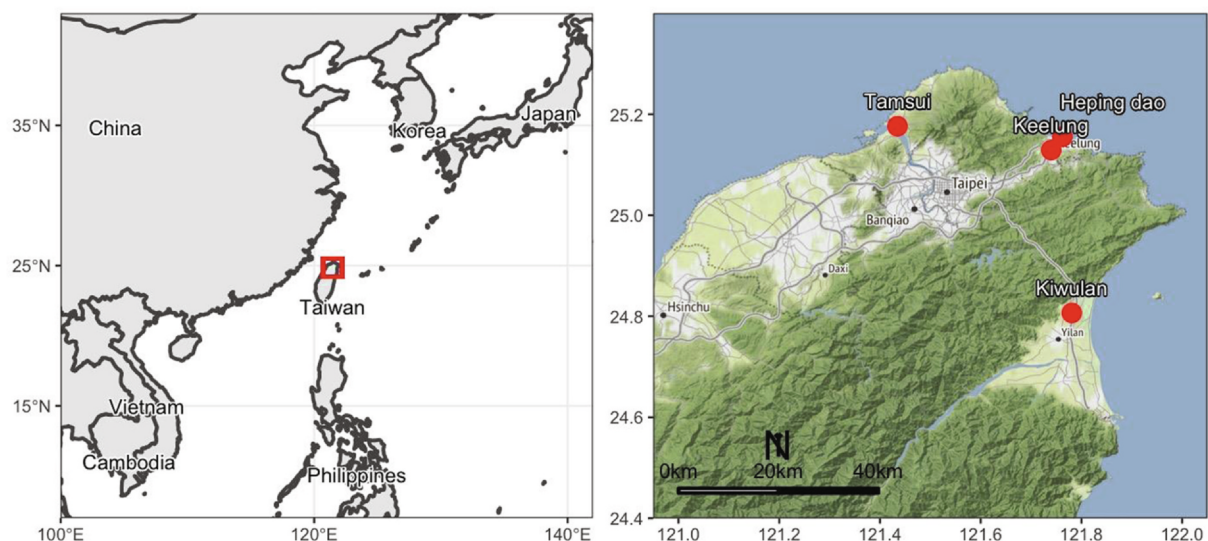 35°N
25°N
15°N
100°E
120°E
140°E
China
Korea
Japan
Taiwan
Vietnam
Cambodia
Philippines
25.2
25.0
24.8
24.6
24.4
121.0
121.2
121.4
121.6
121.8
122.0
Tamsui
Heping dao
Keelung
eelung
Taipei
Banqiao
Daxi
Hsinchu
Kiwulan
Yilan
N
0km
20km
40km